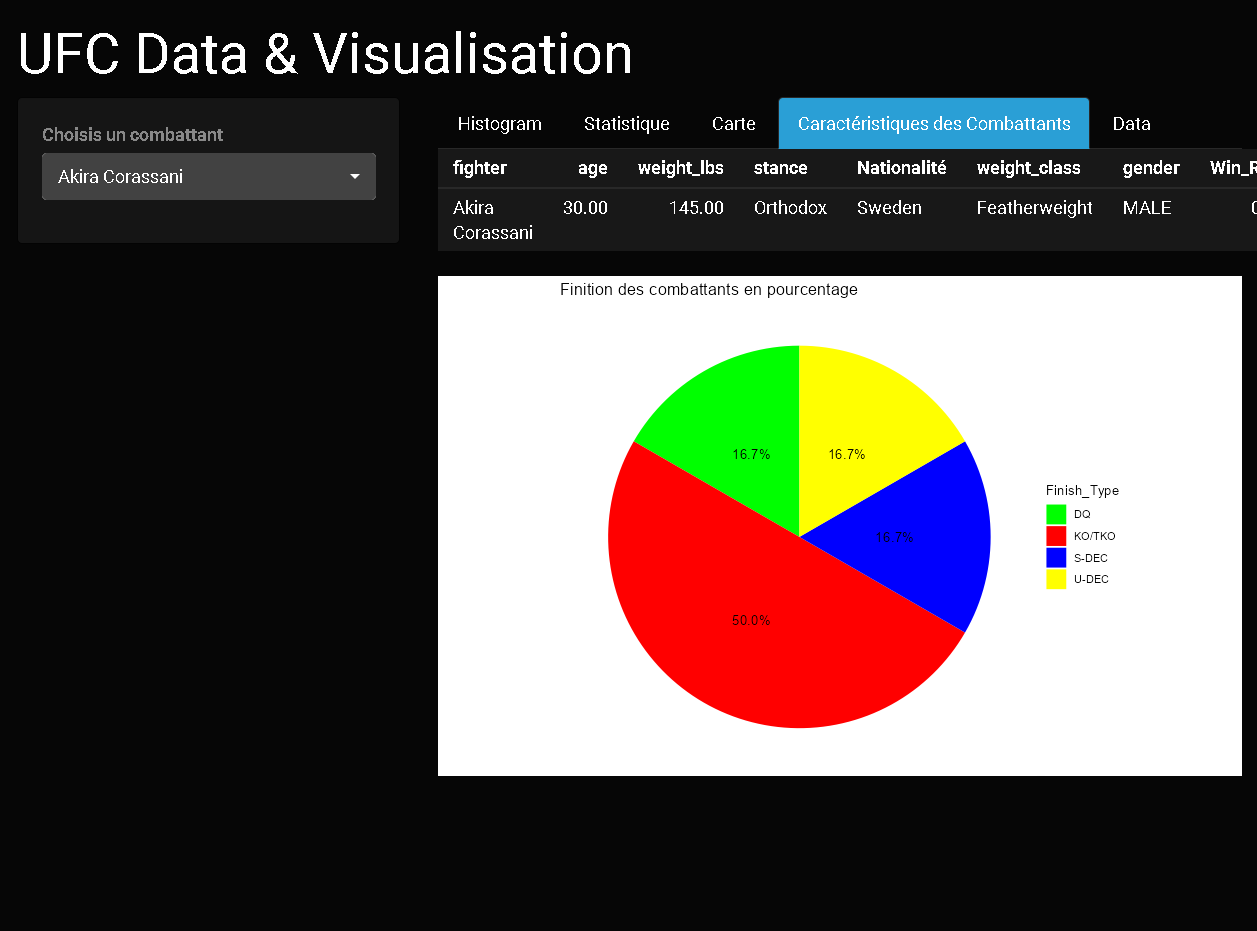 UFC Data & Visualisation
Choisis un combattant
Akira Corassani
Histogram Statistique Carte Caractéristiques des Combattants Data
fighter age weight_lbs stance Nationalité weight_class gender Win_R
Akira 30.00 145.00 Orthodox Sweden Featherweight MALE 0
Corassani
Finition des combattants en pourcentage
16.7% 16.7%
16.7%
50.0%
Finish_Type
DQ
KO/TKO
S-DEC
U-DEC